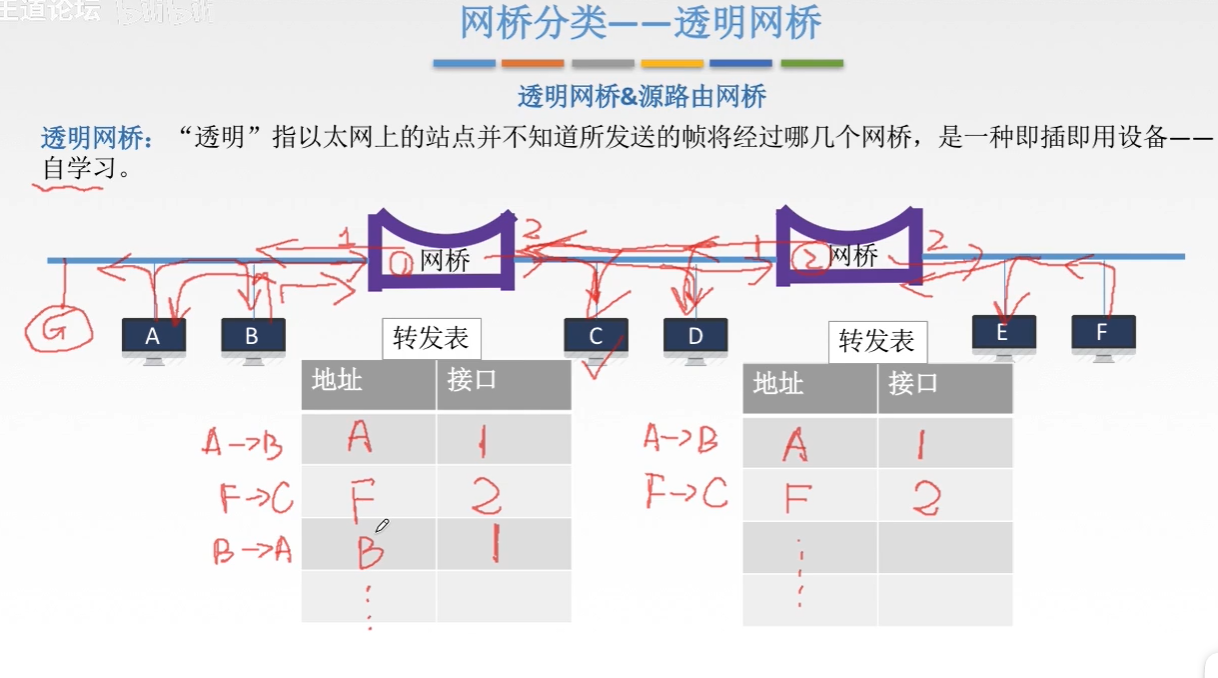 王道论坛 bilibili
网桥分类——透明网桥
透明网桥&源路由网桥
透明网桥：“透明”指以太网上的站点并不知道所发送的帧将经过哪几个网桥，是一种即插即用设备——
自学习。
1 ① 网桥 2 1 ② 网桥 2
G A B C D E F
转发表 转发表
地址 接口 地址 接口
A→B A 1 A→B A 1
F→C F 2 F→C F 2
B→A B 1